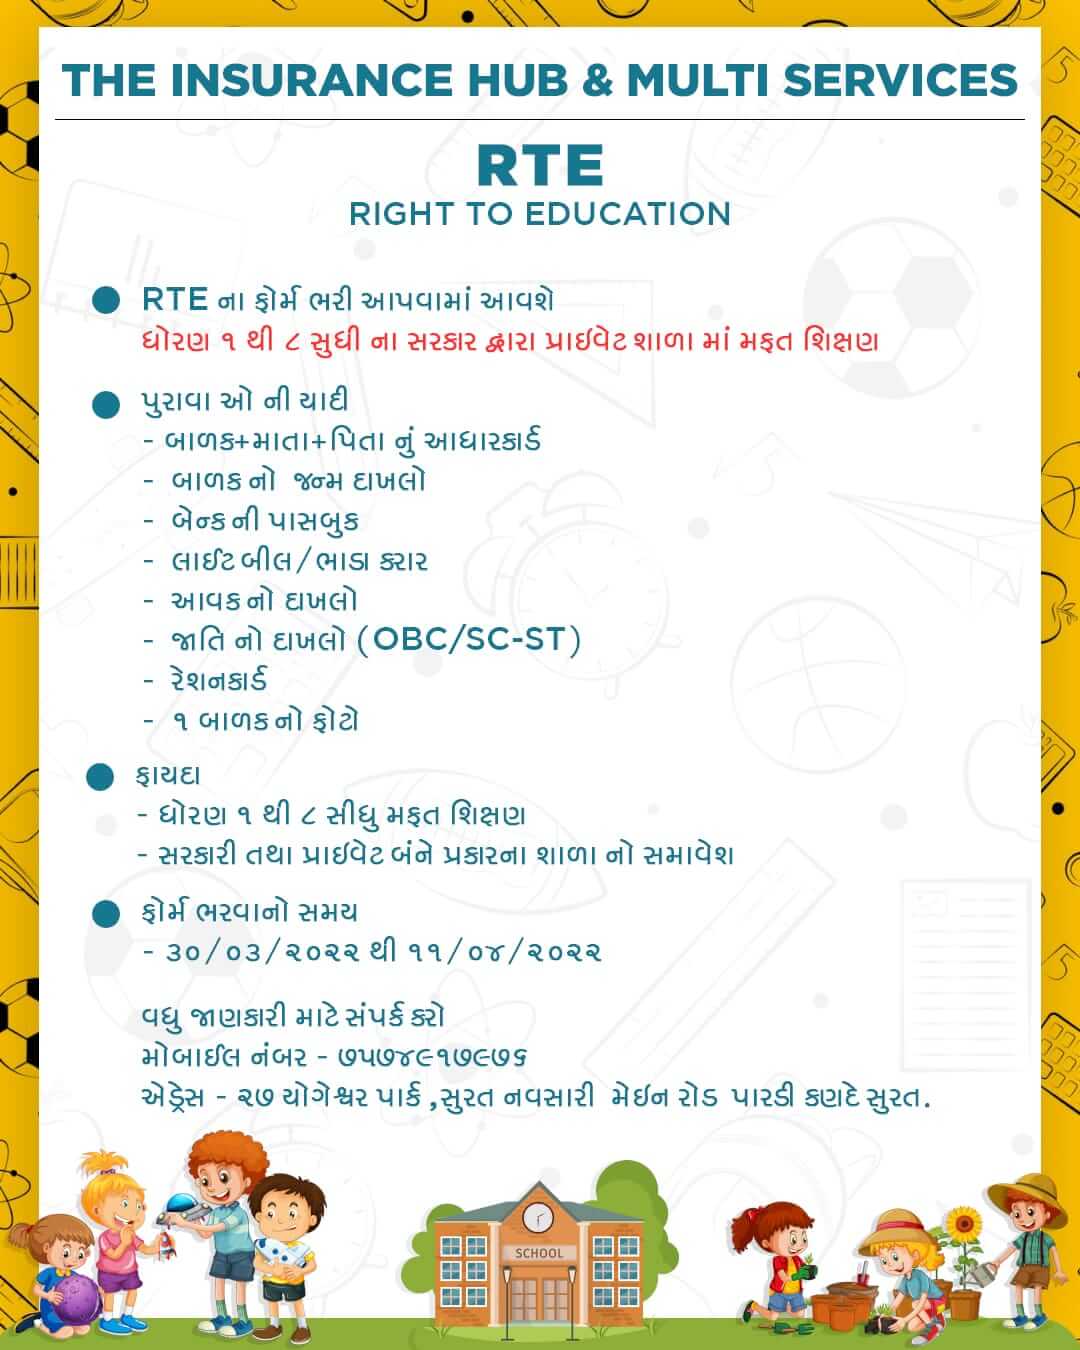 THE INSURANCE HUB & MULTI SERVICES
RTE
RIGHT TO EDUCATION
RTE ના ફોર્મ ભરી આપવામાં આવશે
ધોરણ ૧ થી ૮ સુધી ના સરકાર દ્વારા પ્રાઇવેટ શાળા માં મફત શિક્ષણ
પુરાવા ઓ ની યાદી
- બાળક+માતા+પિતા નું આધારકાર્ડ
- બાળક નો જન્મ દાખલો
- બેન્ક ની પાસબુક
- લાઈટ બીલ / ભાડા કરાર
- આવક નો દાખલો
- જાતિ નો દાખલો (OBC/SC-ST)
- રેશનકાર્ડ
- ૧ બાળક નો ફોટો
ફાયદા
- ધોરણ ૧ થી ૮ સીધુ મફત શિક્ષણ
- સરકારી તથા પ્રાઇવેટ બંને પ્રકારના શાળા નો સમાવેશ
ફોર્મ ભરવાનો સમય
- ૩૦/૦૩/૨૦૨૨ થી ૧૧/૦૪/૨૦૨૨
વધુ જાણકારી માટે સંપર્ક કરો
મોબાઈલ નંબર - ૭૫૭૪૯૧૭૯૭૬
એડ્રેસ - ૨૭ યોગેશ્વર પાર્ક ,સુરત નવસારી મેઇન રોડ પારડી કણદે સુરત.
SCHOOL